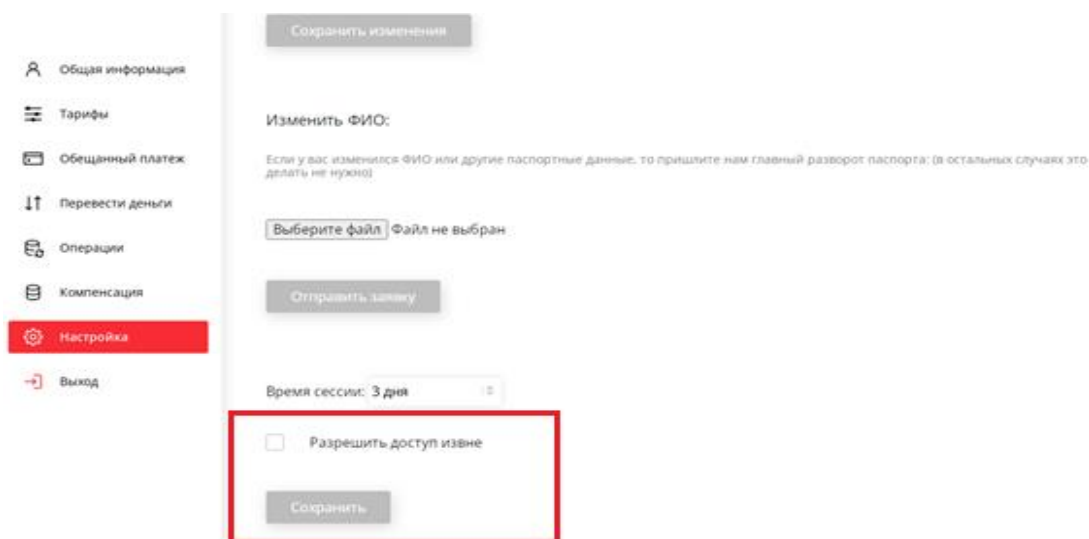 Сохранить изменения
Общая информация
Тарифы
Обещанный платеж
Перевести деньги
Операции
Компенсация
Настройка
Выход
Изменить ФИО:
Если у вас изменился ФИО или другие паспортные данные, то пришлите нам главный разворот паспорта: (в остальных случаях это
делать не нужно)
Выберите файл Файл не выбран
Отправить заявку
Время сессии: 3 дня
Разрешить доступ извне
Сохранить